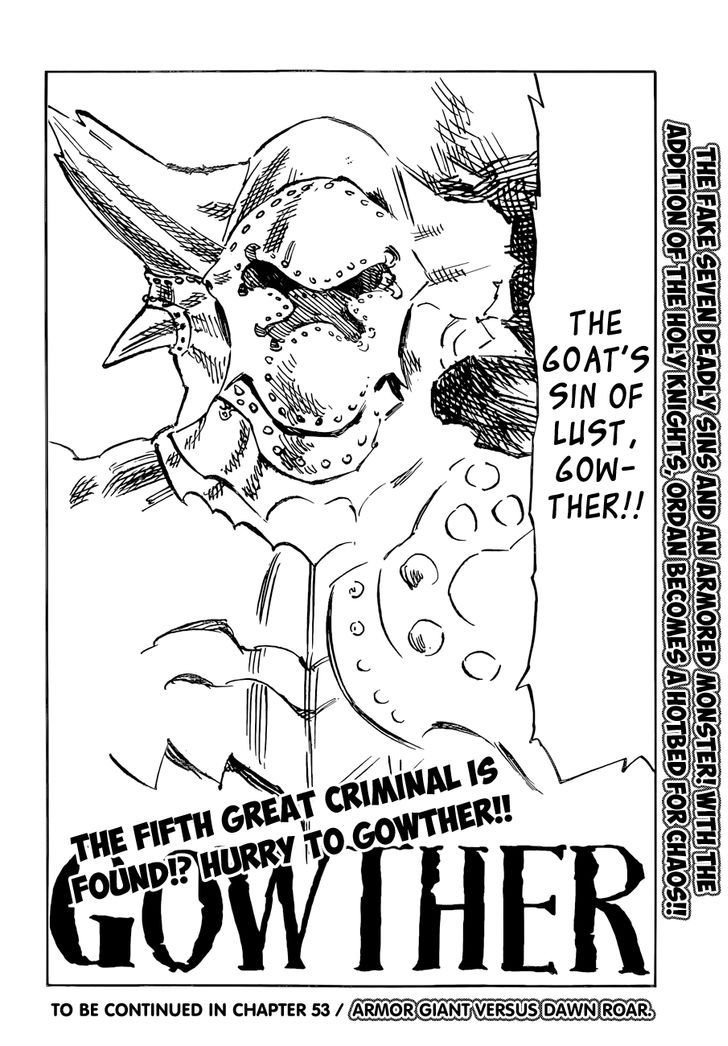 THE FAKE SEVEN DEADLY SINS AND AN ARMORED MONSTER! WITH THE
ADDITION OF THE HOLY KNIGHTS, ORDAN BECOMES A HOTBED FOR CHAOS!!
THE
GOAT'S
SIN OF
LUST,
GOW-
THER!!
THE FIFTH GREAT CRIMINAL IS
FOUND!? HURRY TO GOWTHER!!
GOWTHER
TO BE CONTINUED IN CHAPTER 53 / ARMOR GIANT VERSUS DAWN ROAR.